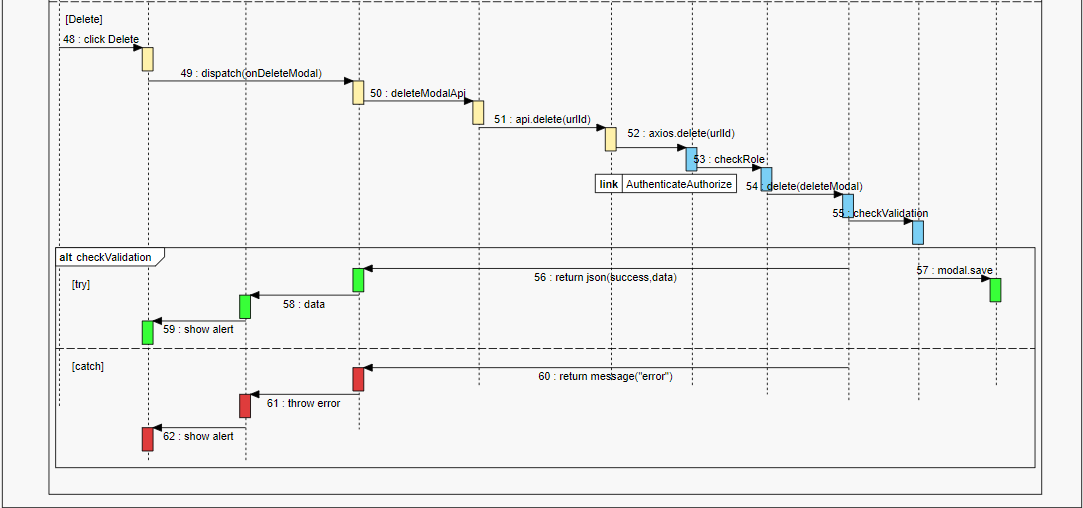 [Delete]
48 : click Delete
49 : dispatch(onDeleteModal)
50 : deleteModalApi
51 : api.delete(urlId)
52 : axios.delete(urlId)
53 : checkRole
link AuthenticateAuthorize
54 : delete(deleteModal)
55 : checkValidation
alt checkValidation
[try]
56 : return json(success,data)
57 : modal.save
58 : data
59 : show alert
[catch]
60 : return message("error")
61 : throw error
62 : show alert